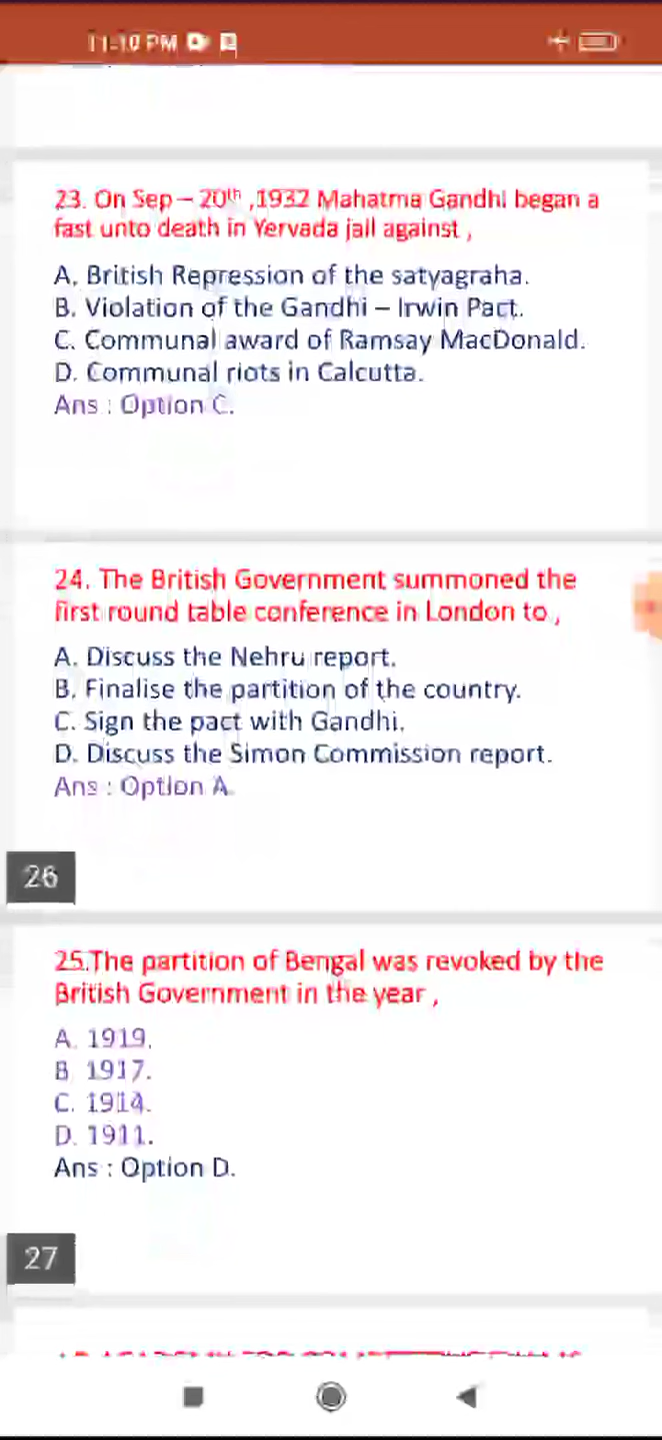 11-10 PM
23. On Sep – 20th ,1932 Mahatma Gandhi began a
fast unto death in Yervada jail against ,
A. British Repression of the satyagraha.
B. Violation of the Gandhi – Irwin Pact.
C. Communal award of Ramsay MacDonald.
D. Communal riots in Calcutta.
Ans : Option C.
24. The British Government summoned the
first round table conference in London to ,
A. Discuss the Nehru report.
B. Finalise the partition of the country.
C. Sign the pact with Gandhi.
D. Discuss the Simon Commission report.
Ans : Option A.
26
25.The partition of Bengal was revoked by the
British Government in the year ,
A. 1919.
B. 1917.
C. 1914.
D. 1911.
Ans : Option D.
27